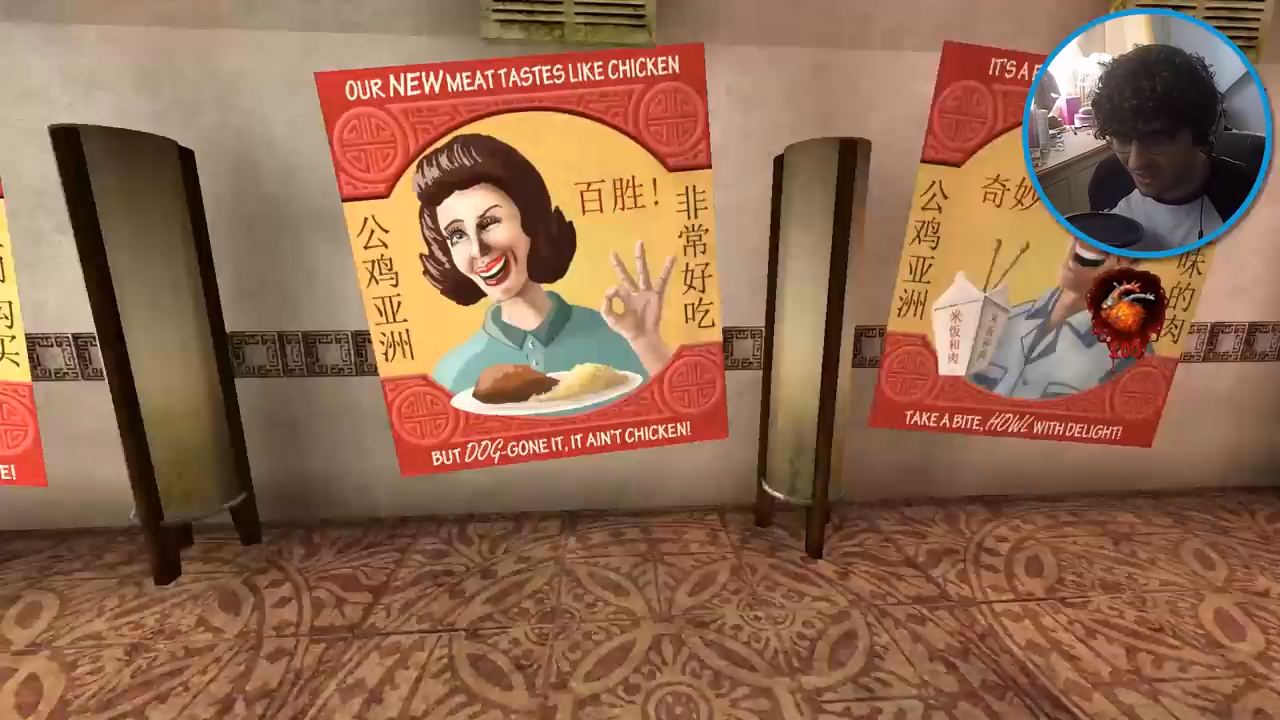 OUR NEW MEAT TASTES LIKE CHICKEN
百胜!
公鸡亚洲
非常好吃
BUT DOG-GONE IT, IT AIN'T CHICKEN!
IT'S A
奇妙
公鸡亚洲
味的肉
米饭和肉
TAKE A BITE, HOWL WITH DELIGHT!
100
E!